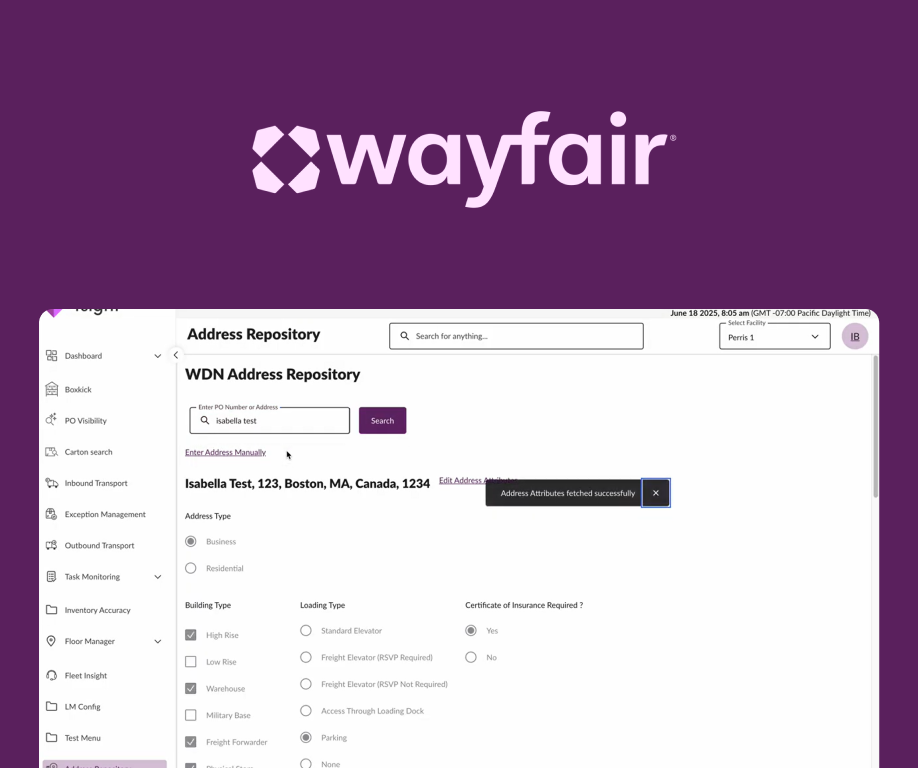 wayfair®
June 18 2025, 8:05 am (GMT -07:00 Pacific Daylight Time)
Address Repository
Search for anything...
Select Facility
Perris 1
IB
Dashboard
Boxkick
PO Visibility
Carton search
Inbound Transport
Exception Management
Outbound Transport
Task Monitoring
Inventory Accuracy
Floor Manager
Fleet Insight
LM Config
Test Menu
WDN Address Repository
Enter PO Number or Address
isabella test
Search
Enter Address Manually
Isabella Test, 123, Boston, MA, Canada, 1234
Edit Address
Address Attributes fetched successfully
Address Type
Business
Residential
Building Type
High Rise
Low Rise
Warehouse
Military Base
Freight Forwarder
Loading Type
Standard Elevator
Freight Elevator (RSVP Required)
Freight Elevator (RSVP Not Required)
Access Through Loading Dock
Parking
None
Certificate of Insurance Required ?
Yes
No